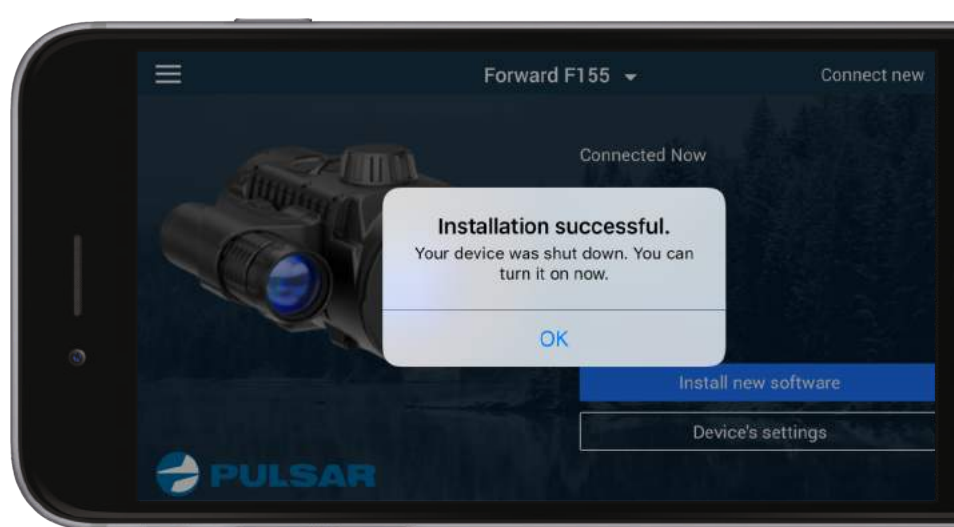 Forward F155
Connect new
Connected Now
Installation successful.
Your device was shut down. You can
turn it on now.
OK
Install new software
Device's settings
PULSAR